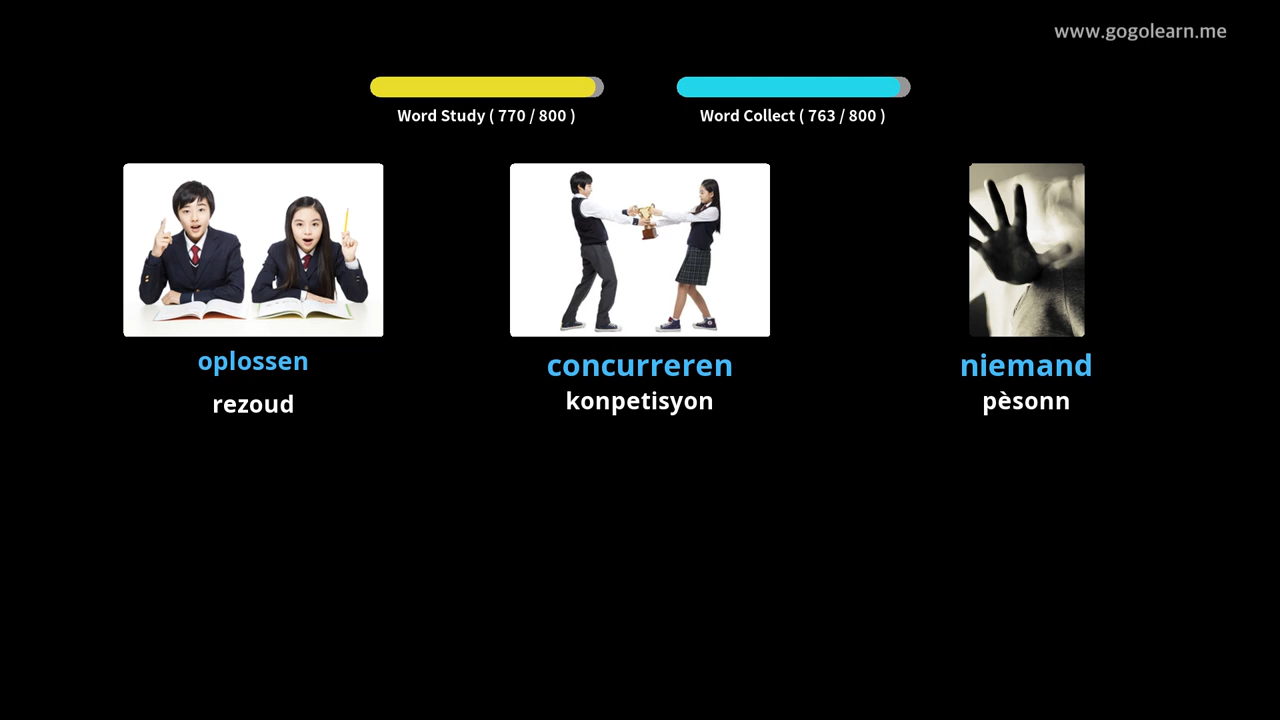 www.gogolearn.me
Word Study ( 770 / 800 )
Word Collect ( 763 / 800 )
oplossen
rezoud
concurreren
konpetisyon
niemand
pèsonn